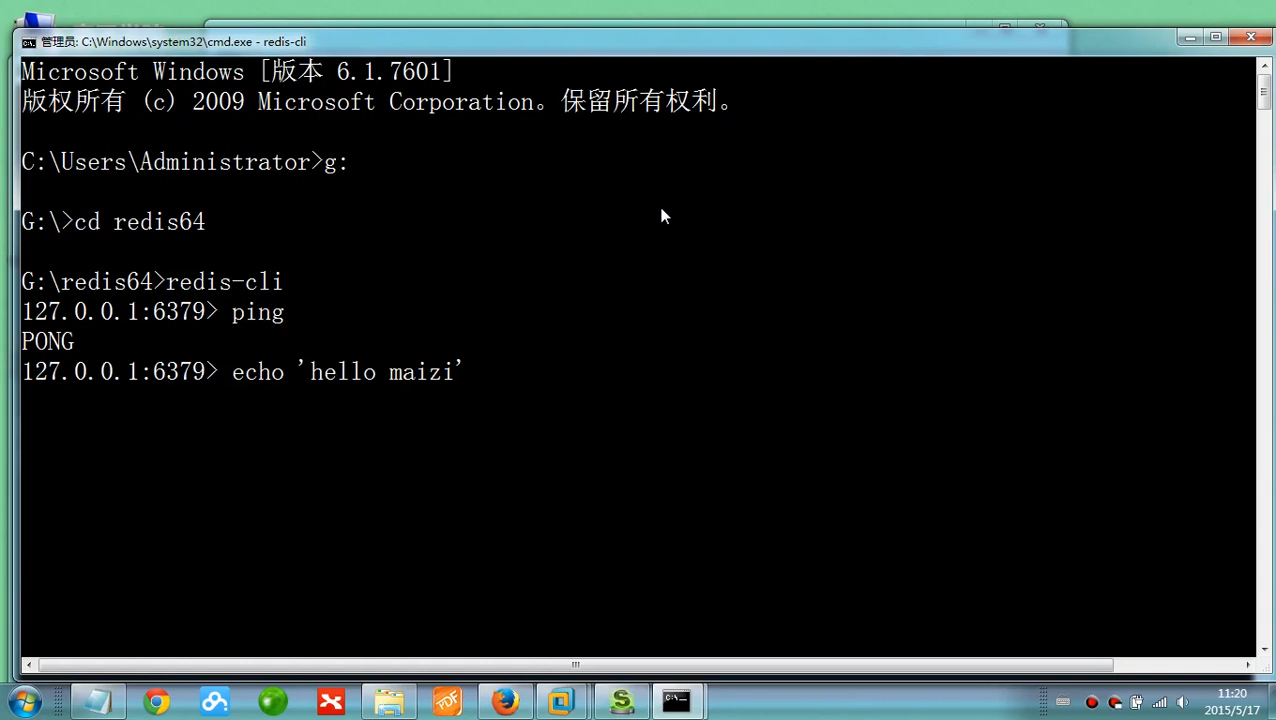 管理员: C:\Windows\system32\cmd.exe - redis-cli
Microsoft Windows [版本 6.1.7601]
版权所有 (c) 2009 Microsoft Corporation。保留所有权利。
C:\Users\Administrator>g:
G:\>cd redis64
G:\redis64>redis-cli
127.0.0.1:6379> ping
PONG
127.0.0.1:6379> echo 'hello maizi'
PDF
11:20
2015/5/17